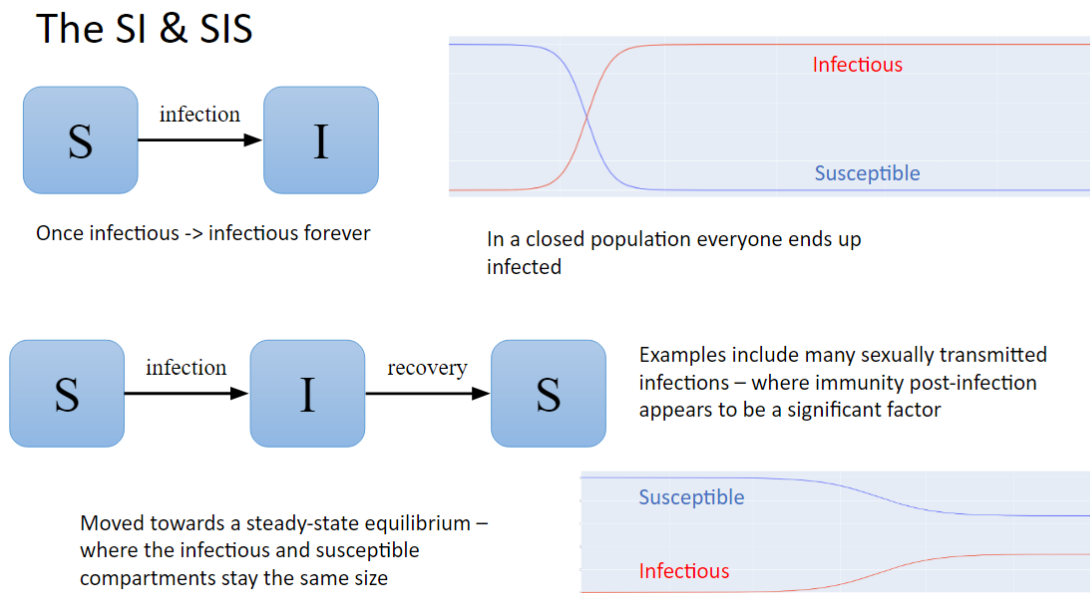 The SI & SIS
S
infection
I
Infectious
Susceptible
Once infectious -> infectious forever
In a closed population everyone ends up
infected
S
infection
I
recovery
S
Examples include many sexually transmitted
infections – where immunity post-infection
appears to be a significant factor
Moved towards a steady-state equilibrium –
where the infectious and susceptible
compartments stay the same size
Susceptible
Infectious